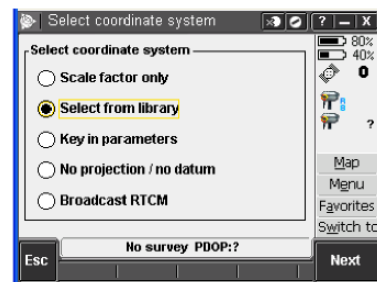 Select coordinate system
? – X
Select coordinate system
Scale factor only
Select from library
Key in parameters
No projection / no datum
Broadcast RTCM
80%
40%
0
?
Map
Menu
Favorites
Switch to
No survey PDOP:?
Esc
Next